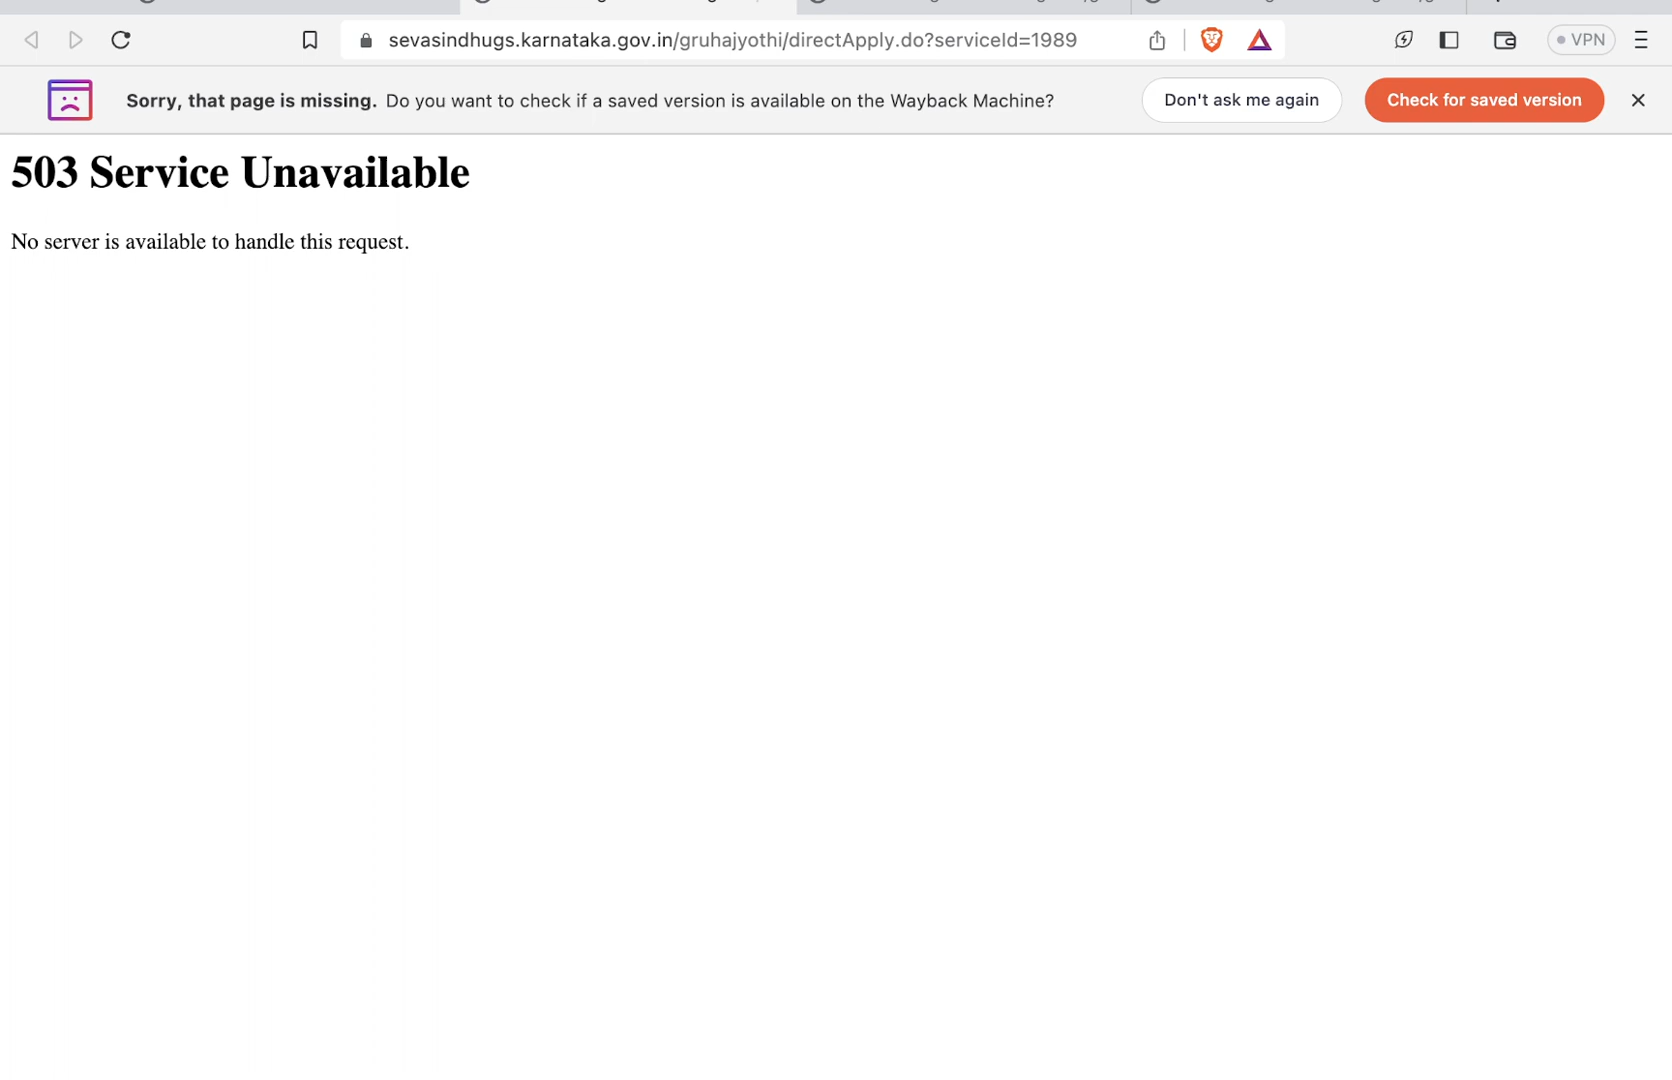 sevasindhugs.karnataka.gov.in/gruhajyothi/directApply.do?serviceId=1989
VPN
Sorry, that page is missing. Do you want to check if a saved version is available on the Wayback Machine?
Don't ask me again
Check for saved version
503 Service Unavailable
No server is available to handle this request.